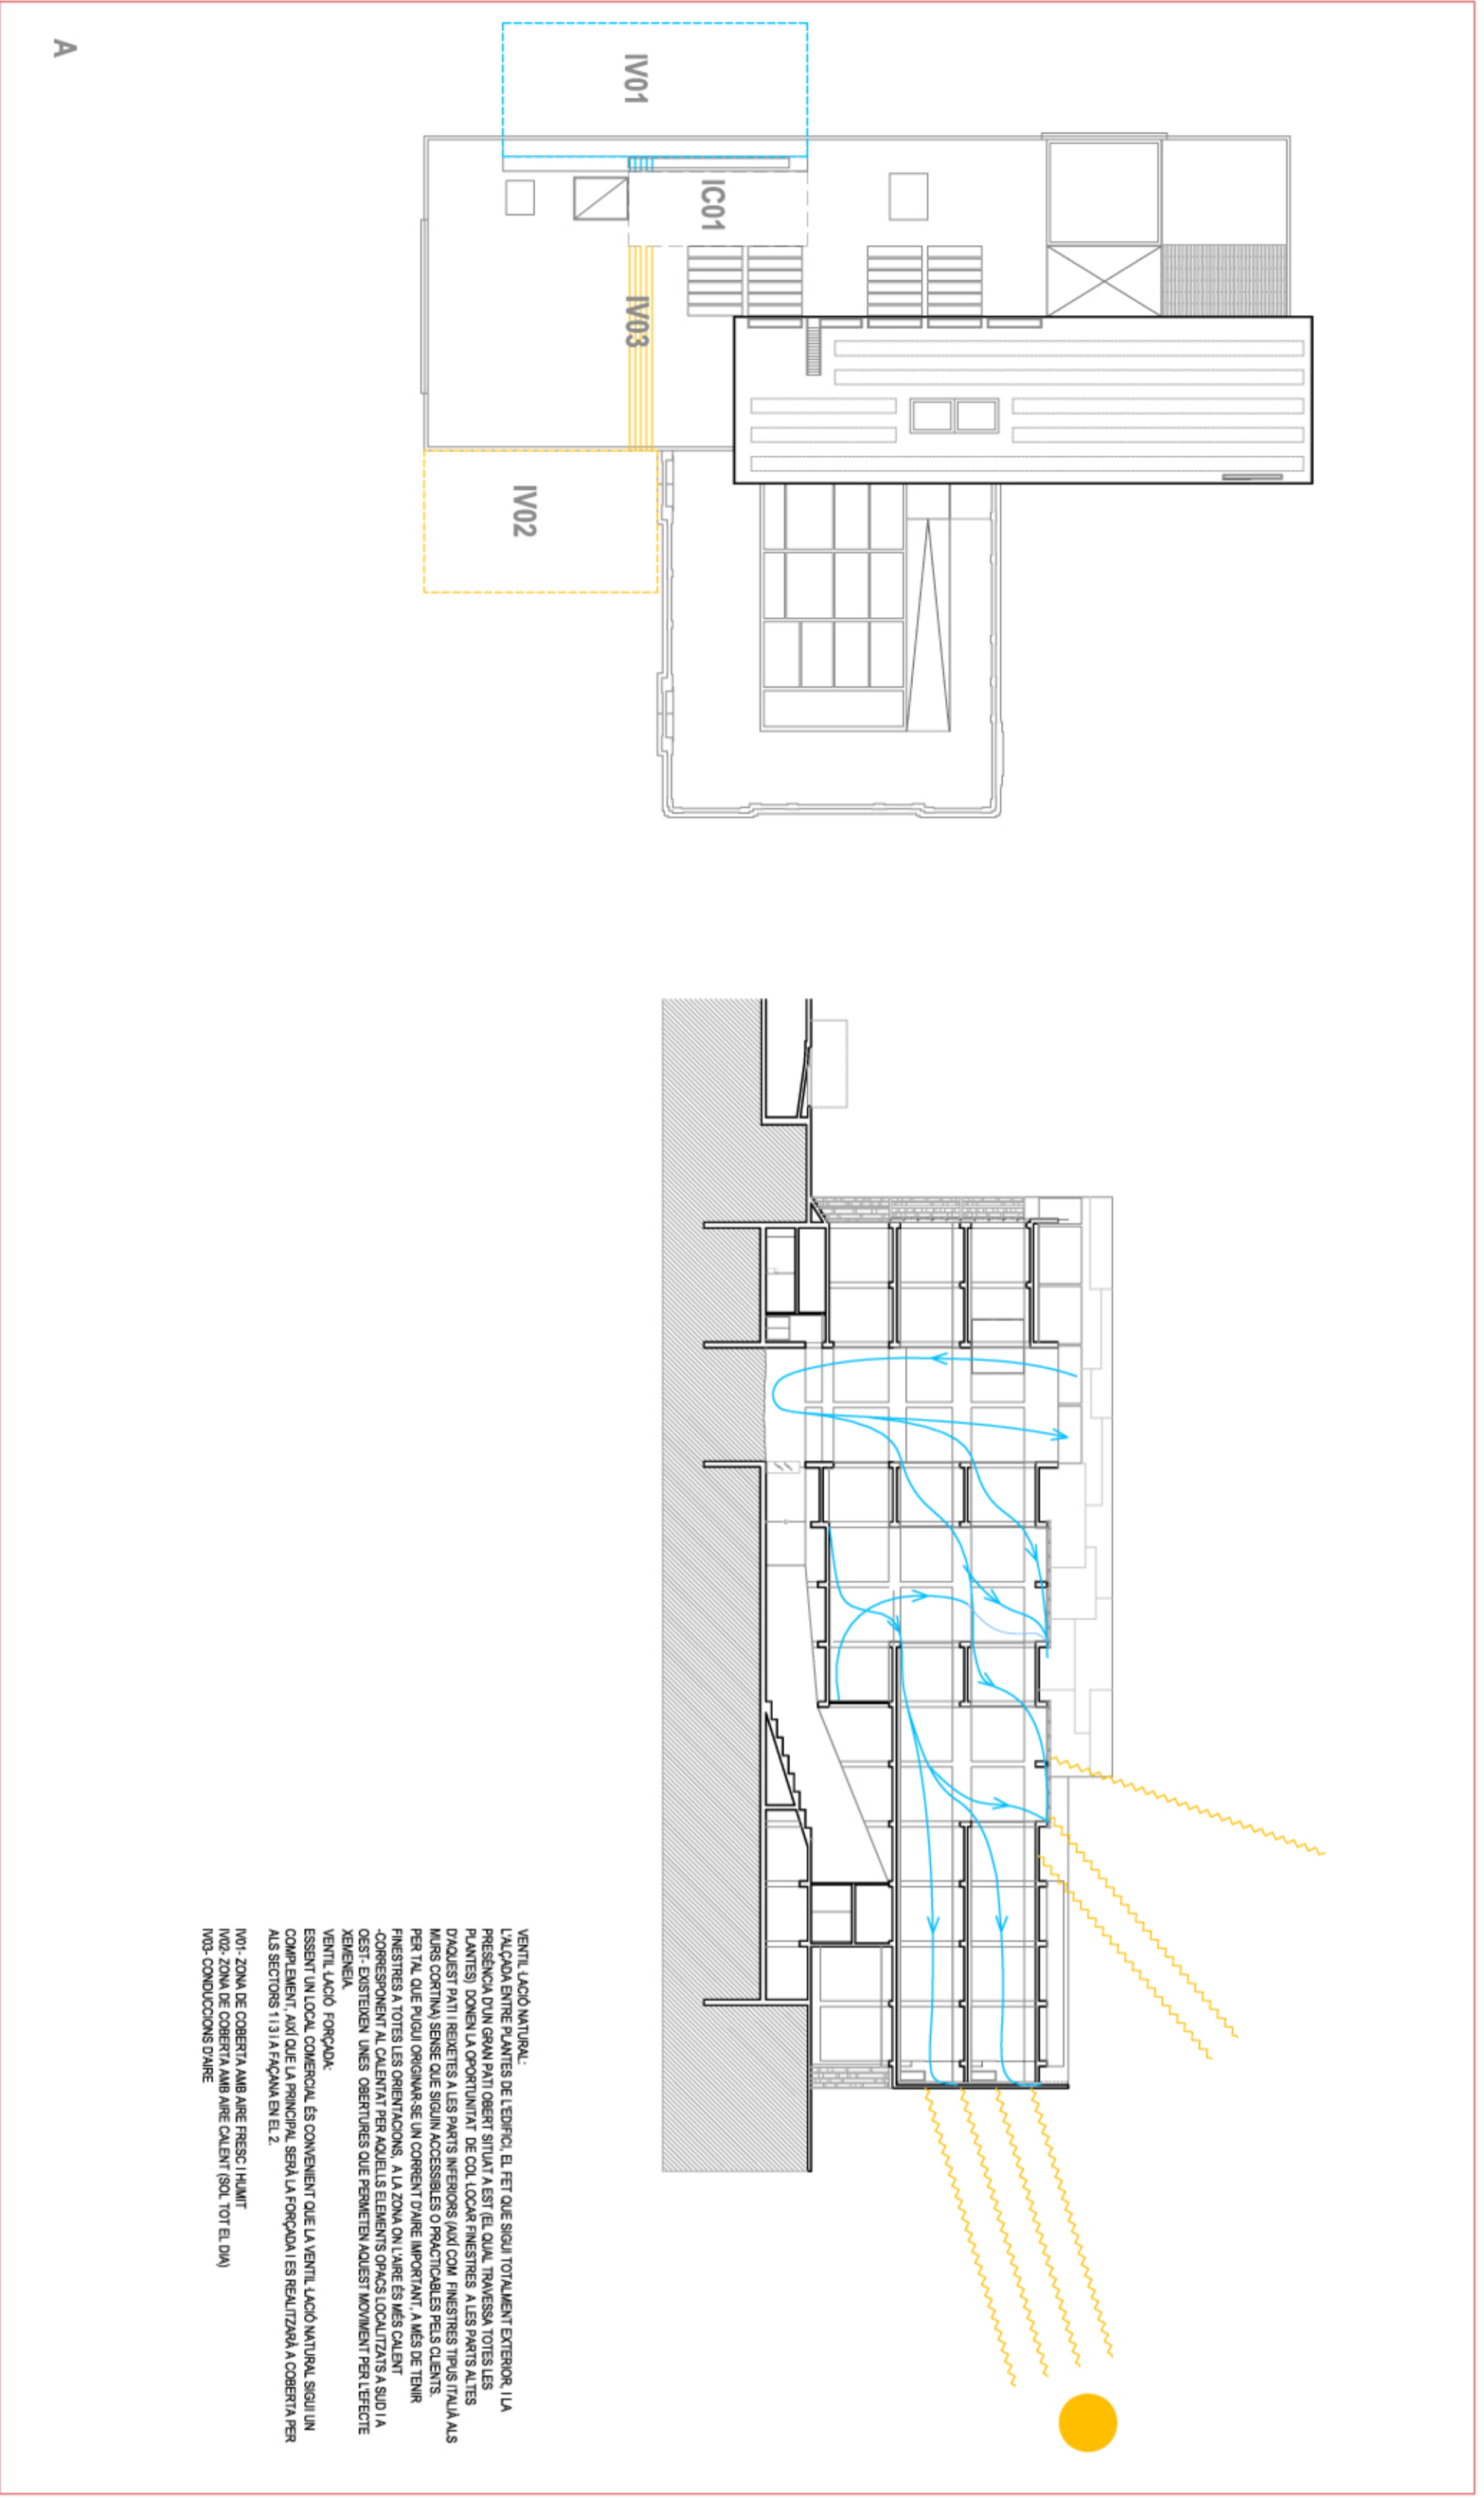 A
IV01
IC01
IV03
IV02
VENTIL·LACIÓ NATURAL:
L'ALÇADA ENTRE PLANTES DE L'EDIFICI, EL FET QUE SIGUI TOTALMENT EXTERIOR, I LA
PRESÈNCIA D'UN GRAN PATI OBERT SITUAT A EST (EL QUAL TRAVESSA TOTES LES
PLANTES) DONEN LA OPORTUNITAT DE COL·LOCAR FINESTRES A LES PARTS ALTES
D'AQUEST PATI I REIXETES A LES PARTS INFERIORS (AIXÍ COM FINESTRES TIPUS ITALIÀ ALS
MURS CORTINA) SENSE QUE SIGUIN ACCESSIBLES O PRACTICABLES PELS CLIENTS.
PER TAL QUE PUGUI ORIGINAR-SE UN CORRENT D'AIRE IMPORTANT, A MÉS DE TENIR
FINESTRES A TOTES LES ORIENTACIONS, A LA ZONA ON L'AIRE ÉS MÉS CALENT
-CORRESPONENT AL CALENTAT PER AQUELLS ELEMENTS OPACS LOCALITZATS A SUD I A
OEST- EXISTEIXEN UNES OBERTURES QUE PERMETEN AQUEST MOVIMENT PER L'EFECTE
XEMENEIA.
VENTIL·LACIÓ FORÇADA:
ESSENT UN LOCAL COMERCIAL ÉS CONVENIENT QUE LA VENTIL·LACIÓ NATURAL SIGUI UN
COMPLEMENT, AIXÍ QUE LA PRINCIPAL SERÀ LA FORÇADA I ES REALITZARÀ A COBERTA PER
ALS SECTORS 1 I 3 I A FAÇANA EN EL 2.
IV01- ZONA DE COBERTA AMB AIRE FRESC I HUMIT
IV02- ZONA DE COBERTA AMB AIRE CALENT (SOL TOT EL DIA)
IV03- CONDUCCIONS D'AIRE